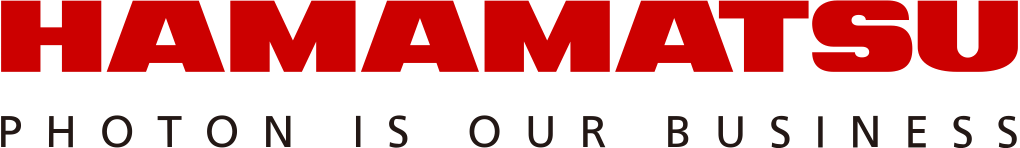 HAMAMATSU
PHOTON IS OUR BUSINESS